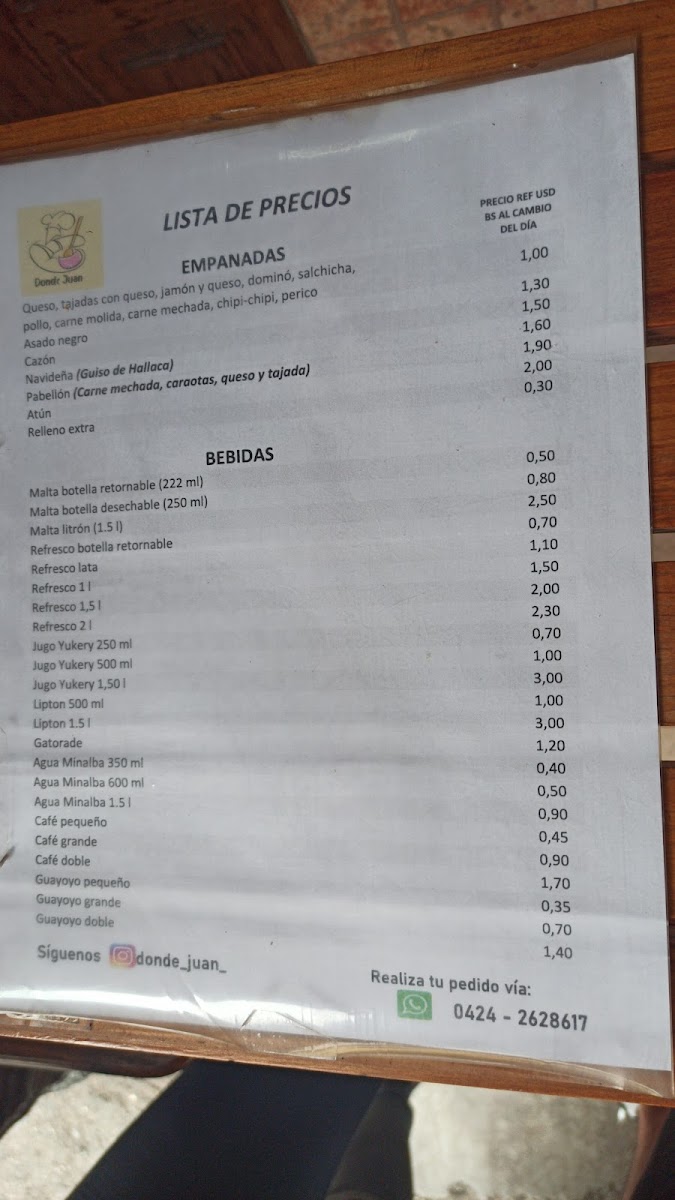 Donde Juan
LISTA DE PRECIOS
PRECIO REF USD
BS AL CAMBIO
DEL DÍA
EMPANADAS
Queso, tajadas con queso, jamón y queso, dominó, salchicha,
pollo, carne molida, carne mechada, chipi-chipi, perico 1,00
Asado negro 1,30
Cazón 1,50
Navideña (Guiso de Hallaca) 1,60
Pabellón (Carne mechada, caraotas, queso y tajada) 1,90
Atún 2,00
Relleno extra 0,30
BEBIDAS
Malta botella retornable (222 ml) 0,50
Malta botella desechable (250 ml) 0,80
Malta litrón (1.5 l) 2,50
Refresco botella retornable 0,70
Refresco lata 1,10
Refresco 1 l 1,50
Refresco 1,5 l 2,00
Refresco 2 l 2,30
Jugo Yukery 250 ml 0,70
Jugo Yukery 500 ml 1,00
Jugo Yukery 1,50 l 3,00
Lipton 500 ml 1,00
Lipton 1.5 l 3,00
Gatorade 1,20
Agua Minalba 350 ml 0,40
Agua Minalba 600 ml 0,50
Agua Minalba 1.5 l 0,90
Café pequeño 0,45
Café grande 0,90
Café doble 1,70
Guayoyo pequeño 0,35
Guayoyo grande 0,70
Guayoyo doble 1,40
Síguenos donde_juan_
Realiza tu pedido vía:
0424 - 2628617